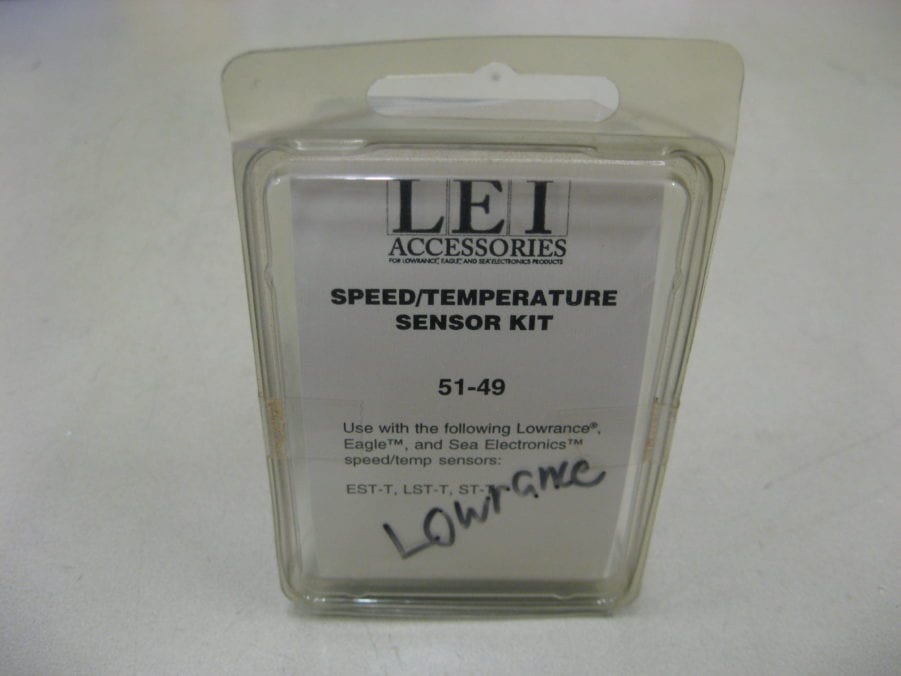 LEI
ACCESSORIES
FOR LOWRANCE, EAGLE, AND SEA ELECTRONICS PRODUCTS
SPEED/TEMPERATURE
SENSOR KIT
51-49
Use with the following Lowrance®,
Eagle™, and Sea Electronics™
speed/temp sensors:
EST-T, LST-T, ST-T
Lowrance